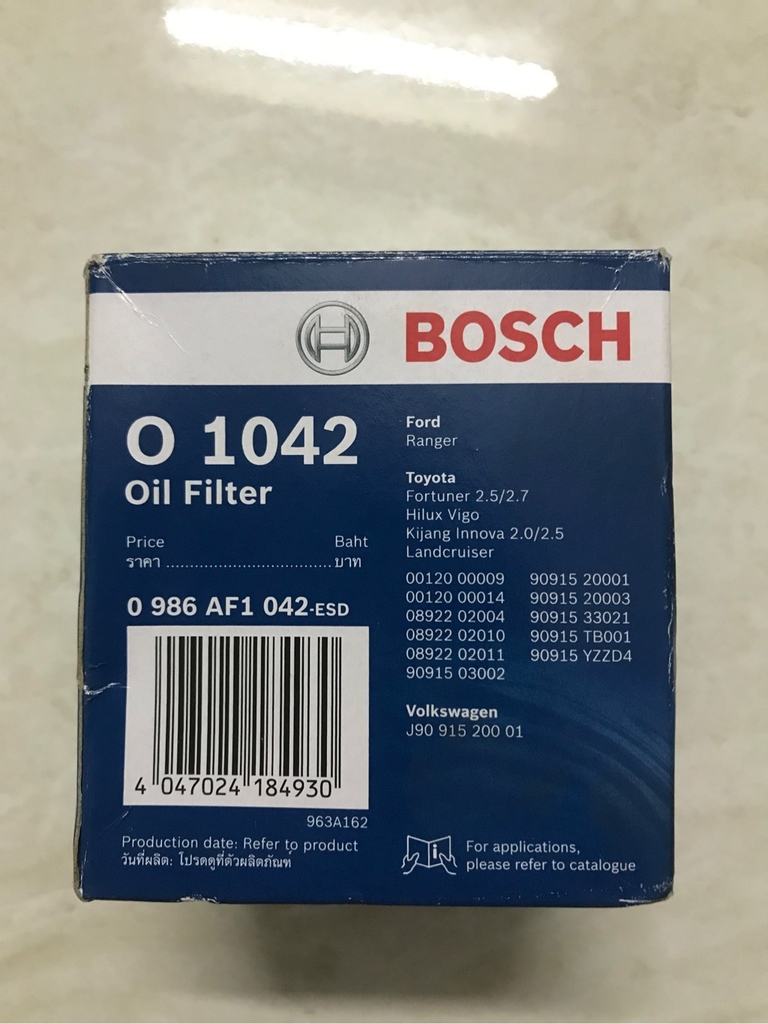 BOSCH
O 1042
Oil Filter
Price Baht
ราคา ................................... บาท
0 986 AF1 042-ESD
4 047024 184930
963A162
Production date: Refer to product
วันที่ผลิต: โปรดดูที่ตัวผลิตภัณฑ์
Ford
Ranger
Toyota
Fortuner 2.5/2.7
Hilux Vigo
Kijang Innova 2.0/2.5
Landcruiser
00120 00009 90915 20001
00120 00014 90915 20003
08922 02004 90915 33021
08922 02010 90915 TB001
08922 02011 90915 YZZD4
90915 03002
Volkswagen
J90 915 200 01
For applications,
please refer to catalogue